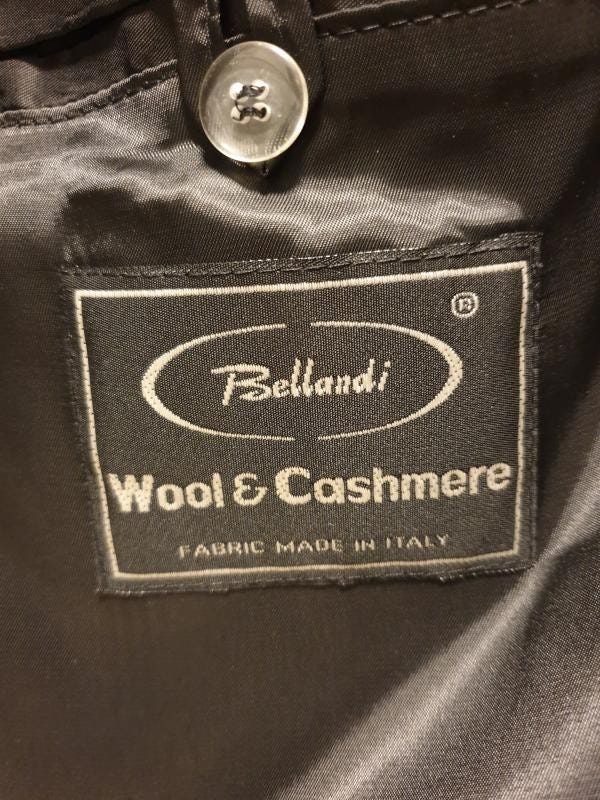 ®
Bellandi
Wool & Cashmere
FABRIC MADE IN ITALY